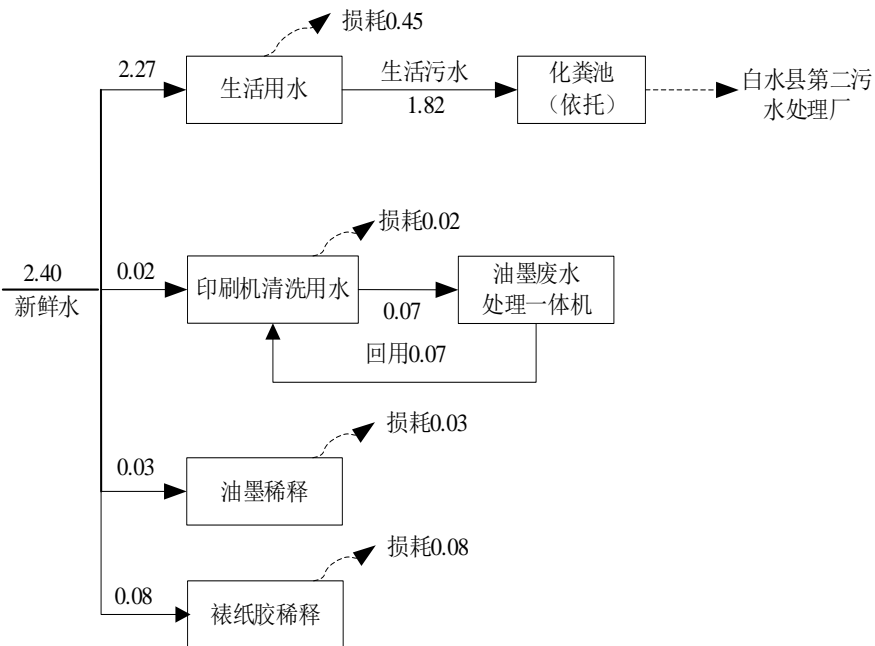 损耗0.45
2.27
生活用水
生活污水
1.82
化粪池
（依托）
白水县第二污
水处理厂
损耗0.02
2.40
新鲜水
0.02
印刷机清洗用水
0.07
油墨废水
处理一体机
回用0.07
损耗0.03
0.03
油墨稀释
损耗0.08
0.08
裱纸胶稀释